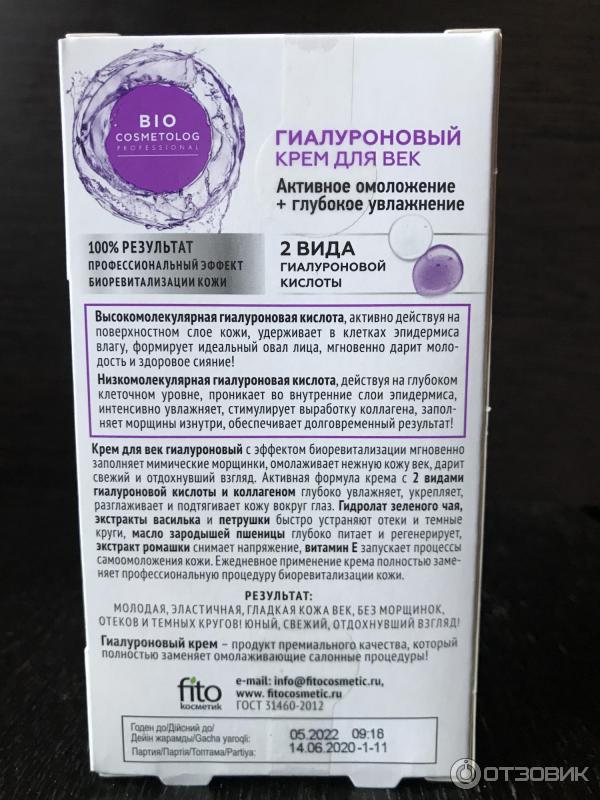 BIO
COSMETOLOG
PROFESSIONAL
ГИАЛУРОНОВЫЙ
КРЕМ ДЛЯ ВЕК
Активное омоложение
+ глубокое увлажнение
100% РЕЗУЛЬТАТ
ПРОФЕССИОНАЛЬНЫЙ ЭФФЕКТ
БИОРЕВИТАЛИЗАЦИИ КОЖИ
2 ВИДА
ГИАЛУРОНОВОЙ
КИСЛОТЫ
Высокомолекулярная гиалуроновая кислота, активно действуя на
поверхностном слое кожи, удерживает в клетках эпидермиса
влагу, формирует идеальный овал лица, мгновенно дарит моло-
дость и здоровое сияние!
Низкомолекулярная гиалуроновая кислота, действуя на глубоком
клеточном уровне, проникает во внутренние слои эпидермиса,
интенсивно увлажняет, стимулирует выработку коллагена, запол-
няет морщины изнутри, обеспечивает долговременный результат!
Крем для век гиалуроновый с эффектом биоревитализации мгновенно
заполняет мимические морщинки, омолаживает нежную кожу век, дарит
свежий и отдохнувший взгляд. Активная формула крема с 2 видами
гиалуроновой кислоты и коллагеном глубоко увлажняет, укрепляет,
разглаживает и подтягивает кожу вокруг глаз. Гидролат зеленого чая,
экстракты василька и петрушки быстро устраняют отеки и темные
круги, масло зародышей пшеницы глубоко питает и регенерирует,
экстракт ромашки снимает напряжение, витамин Е запускает процессы
самоомоложения кожи. Ежедневное применение крема полностью заме-
няет профессиональную процедуру биоревитализации кожи.
РЕЗУЛЬТАТ:
МОЛОДАЯ, ЭЛАСТИЧНАЯ, ГЛАДКАЯ КОЖА ВЕК, БЕЗ МОРЩИНОК,
ОТЕКОВ И ТЕМНЫХ КРУГОВ! ЮНЫЙ, СВЕЖИЙ, ОТДОХНУВШИЙ ВЗГЛЯД!
Гиалуроновый крем – продукт премиального качества, который
полностью заменяет омолаживающие салонные процедуры!
fito
косметик
e-mail: info@fitocosmetic.ru,
www. fitocosmetic.ru
ГОСТ 31460-2012
Годен до/Дійсний до/
Дейін жарамды/Gacha yaroqli:
Партия/Партія/Топтама/Partiya:
05.2022 09:18
14.06.2020-1-11
ОТЗОВИК